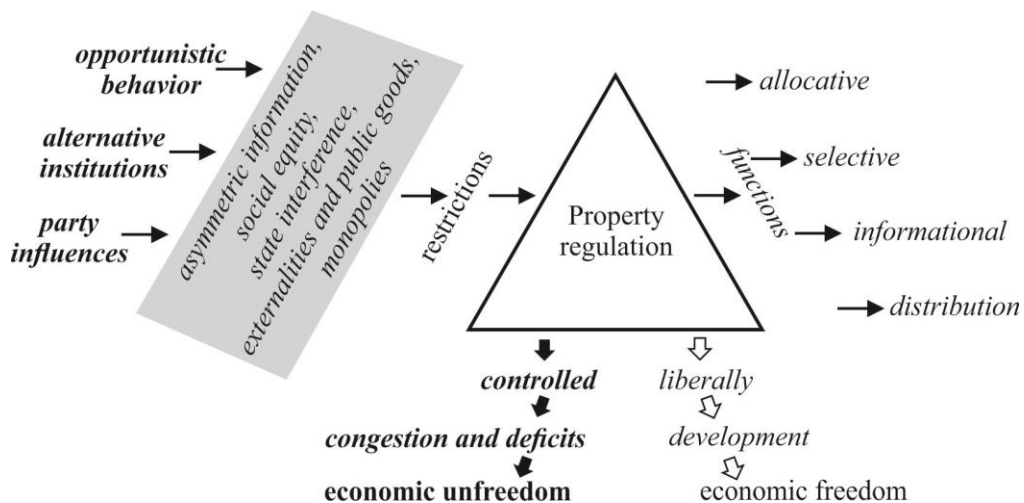 opportunistic
behavior
alternative
institutions
party
influences
asymmetric information,
social equity,
state interference,
externalities and public goods,
monopolies
restrictions
Property
regulation
functions
allocative
selective
informational
distribution
controlled
congestion and deficits
economic unfreedom
liberally
development
economic freedom